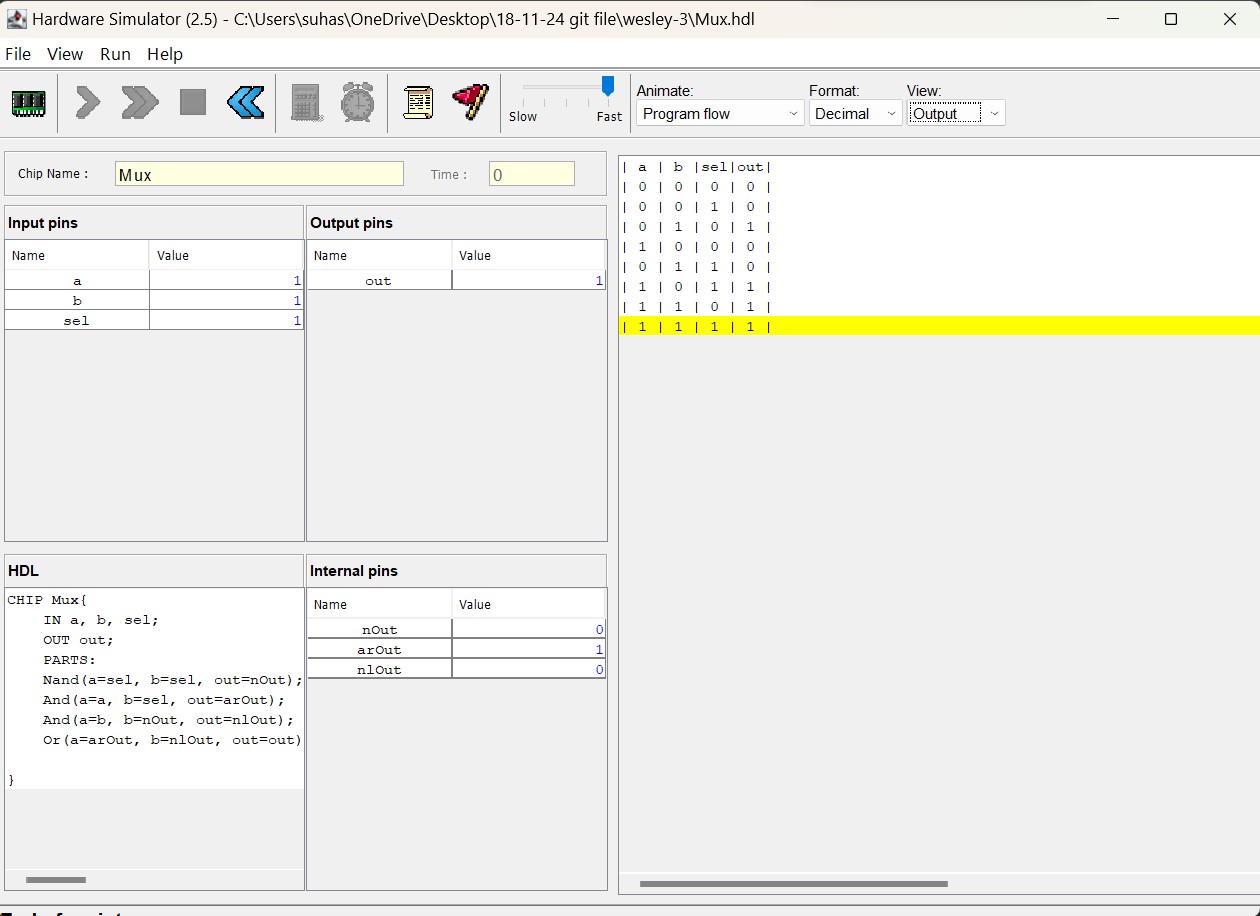 Hardware Simulator (2.5) - C:\Users\suhas\OneDrive\Desktop\18-11-24 git file\wesley-3\Mux.hdl
File View Run Help
Slow Fast
Animate: Format: View:
Program flow Decimal Output
Chip Name : Mux Time : 0
Input pins
Name Value
a 1
b 1
sel 1
Output pins
Name Value
out 1
HDL
CHIP Mux{
IN a, b, sel;
OUT out;
PARTS:
Nand(a=sel, b=sel, out=nOut);
And(a=a, b=sel, out=arOut);
And(a=b, b=nOut, out=nlOut);
Or(a=arOut, b=nlOut, out=out)
}
Internal pins
Name Value
nOut 0
arOut 1
nlOut 0
| a | b |sel|out|
| 0 | 0 | 0 | 0 |
| 0 | 0 | 1 | 0 |
| 0 | 1 | 0 | 1 |
| 1 | 0 | 0 | 0 |
| 0 | 1 | 1 | 0 |
| 1 | 0 | 1 | 1 |
| 1 | 1 | 0 | 1 |
| 1 | 1 | 1 | 1 |